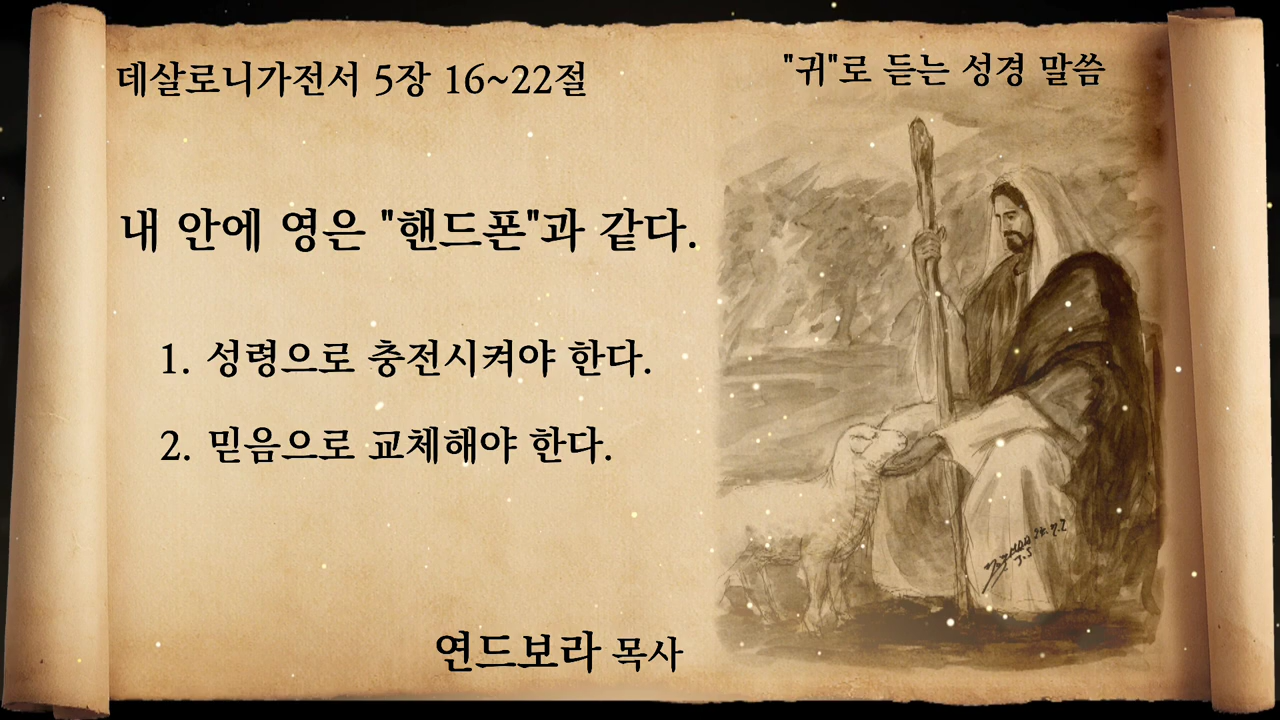 데살로니가전서 5장 16~22절
"귀"로 듣는 성경 말씀
내 안에 영은 "핸드폰"과 같다.
1. 성령으로 충전시켜야 한다.
2. 믿음으로 교체해야 한다.
연드보라 목사